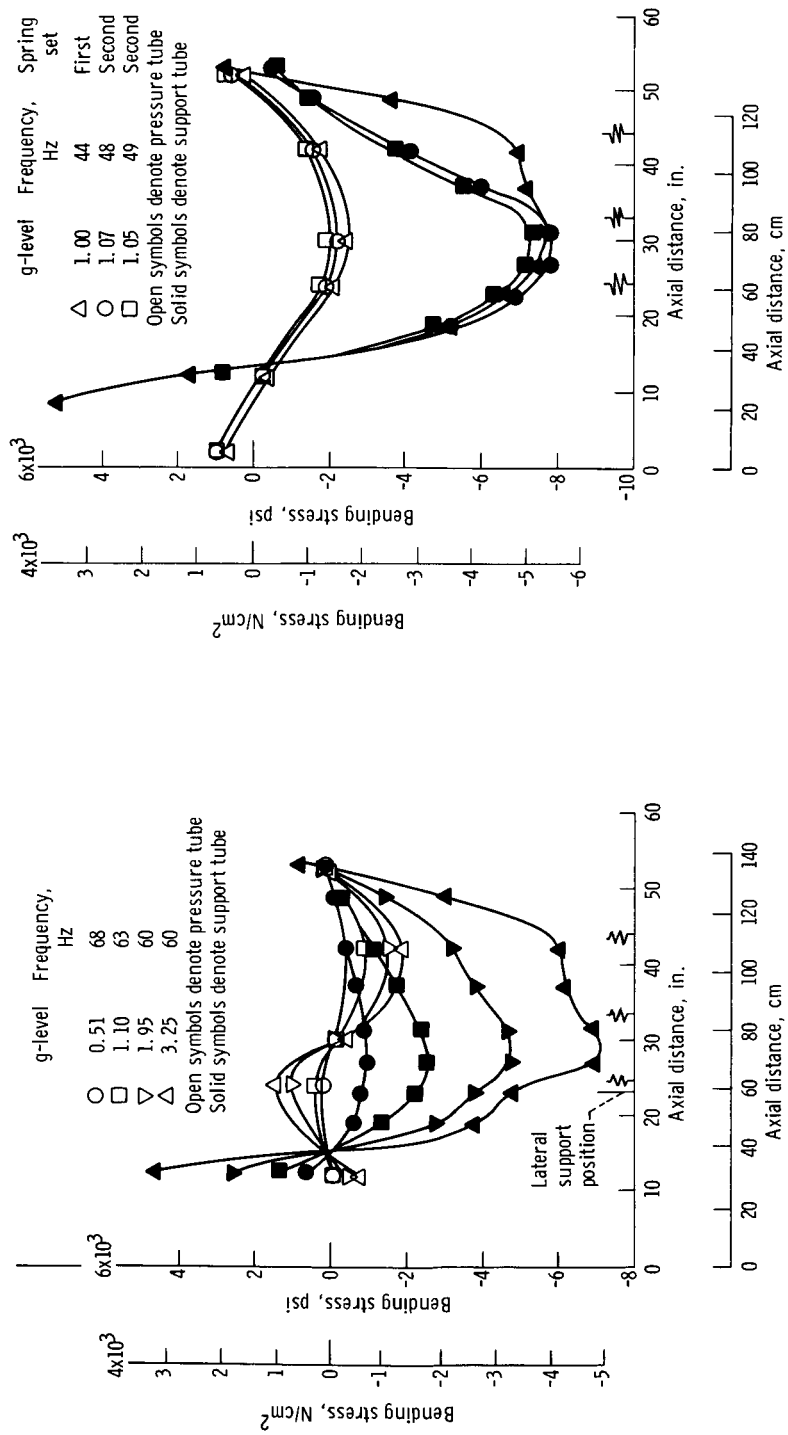 g-level Frequency,
Hz
0.51 68
1.10 63
1.95 60
3.25 60
Open symbols denote pressure tube
Solid symbols denote support tube
Bending stress, N/cm2
4x10³
3
2
1
0
-1
-2
-3
-4
-5
Bending stress, psi
6x10³
4
2
0
-2
-4
-6
-8
Lateral
support
position
0 10 20 30 40 50 60
Axial distance, in.
0 20 40 60 80 100 120 140
Axial distance, cm
g-level Frequency, Spring
Hz set
1.00 44 First
1.07 48 Second
1.05 49 Second
Open symbols denote pressure tube
Solid symbols denote support tube
Bending stress, N/cm2
4x10³
3
2
1
0
-1
-2
-3
-4
-5
-6
Bending stress, psi
6x10³
4
2
0
-2
-4
-6
-8
-10
0 10 20 30 40 50 60
Axial distance, in.
0 20 40 60 80 100 120
Axial distance, cm